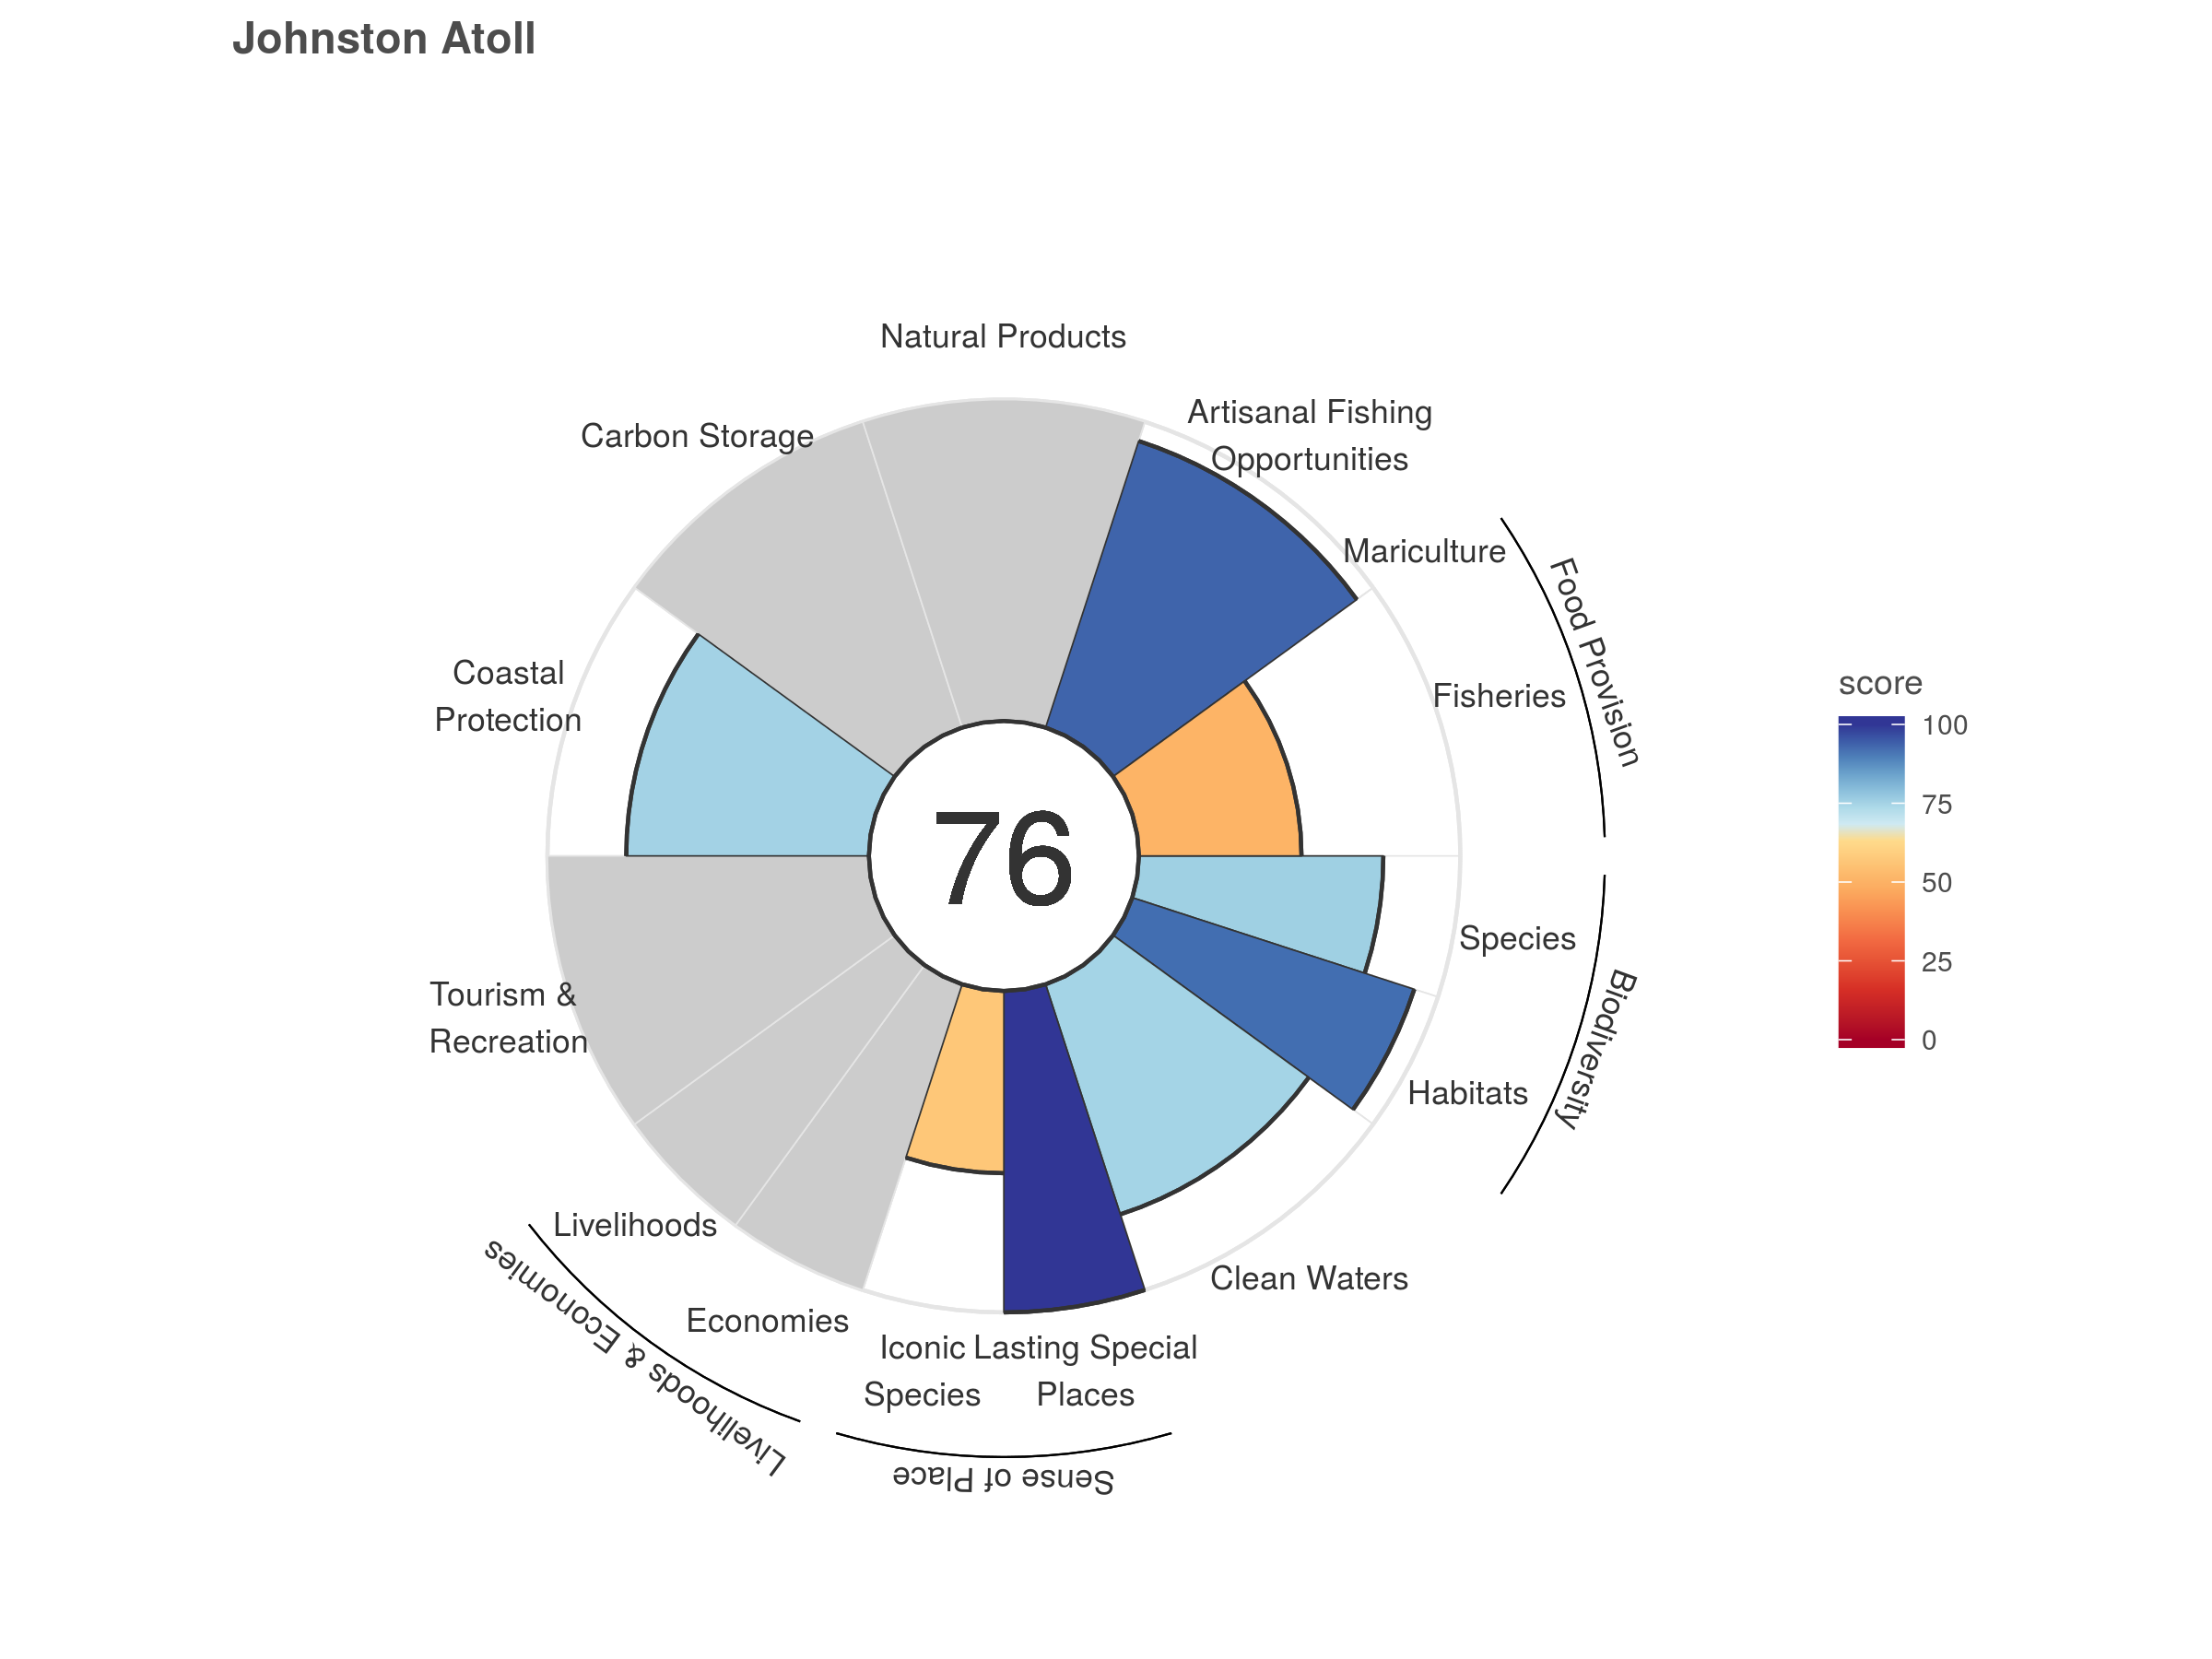 Johnston Atoll
Natural Products
Artisanal Fishing
Opportunities
Carbon Storage
Mariculture
Food Provision
Fisheries
Coastal
Protection
score
100
75
50
25
0
76
Species
Biodiversity
Tourism &
Recreation
Habitats
Livelihoods
Clean Waters
Livelihoods & Economies
Economies
Iconic
Species
Lasting Special
Places
Sense of Place